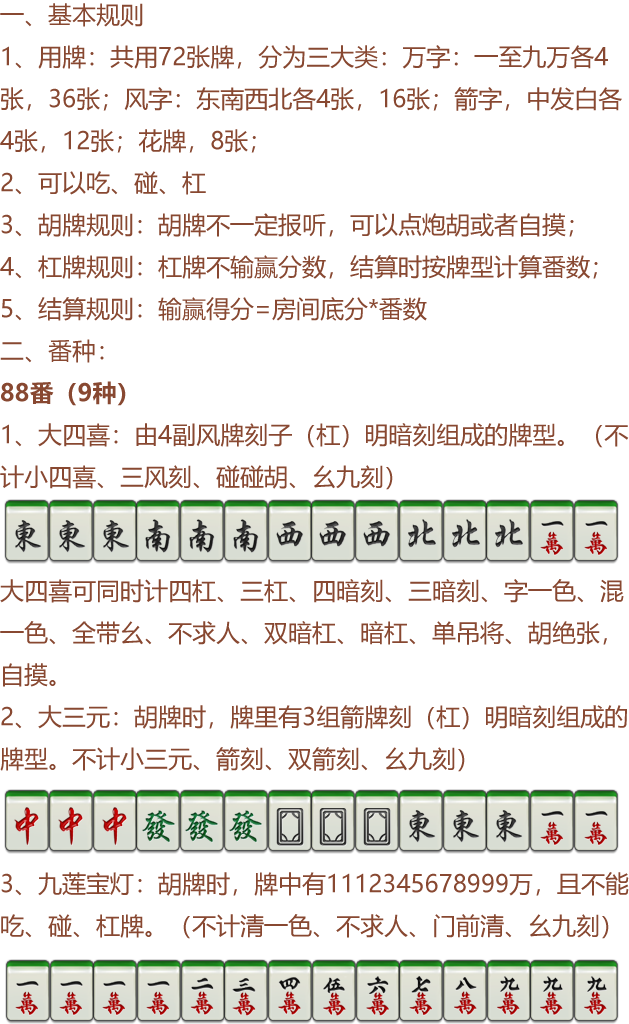 一、基本规则
1、用牌：共用72张牌，分为三大类：万字：一至九万各4
张，36张；风字：东南西北各4张，16张；箭字，中发白各
4张，12张；花牌，8张；
2、可以吃、碰、杠
3、胡牌规则：胡牌不一定报听，可以点炮胡或者自摸；
4、杠牌规则：杠牌不输赢分数，结算时按牌型计算番数；
5、结算规则：输赢得分=房间底分*番数
二、番种：
88番（9种）
1、大四喜：由4副风牌刻子（杠）明暗刻组成的牌型。（不
计小四喜、三风刻、碰碰胡、幺九刻）
東 東 東 南 南 南 西 西 西 北 北 北 一萬 一萬
大四喜可同时计四杠、三杠、四暗刻、三暗刻、字一色、混
一色、全带幺、不求人、双暗杠、暗杠、单吊将、胡绝张，
自摸。
2、大三元：胡牌时，牌里有3组箭牌刻（杠）明暗刻组成的
牌型。不计小三元、箭刻、双箭刻、幺九刻）
中 中 中 發 發 發 東 東 東 一萬 一萬
3、九莲宝灯：胡牌时，牌中有1112345678999万，且不能
吃、碰、杠牌。（不计清一色、不求人、门前清、幺九刻）
一萬 一萬 一萬 一萬 二萬 三萬 四萬 伍萬 六萬 七萬 八萬 九萬 九萬 九萬